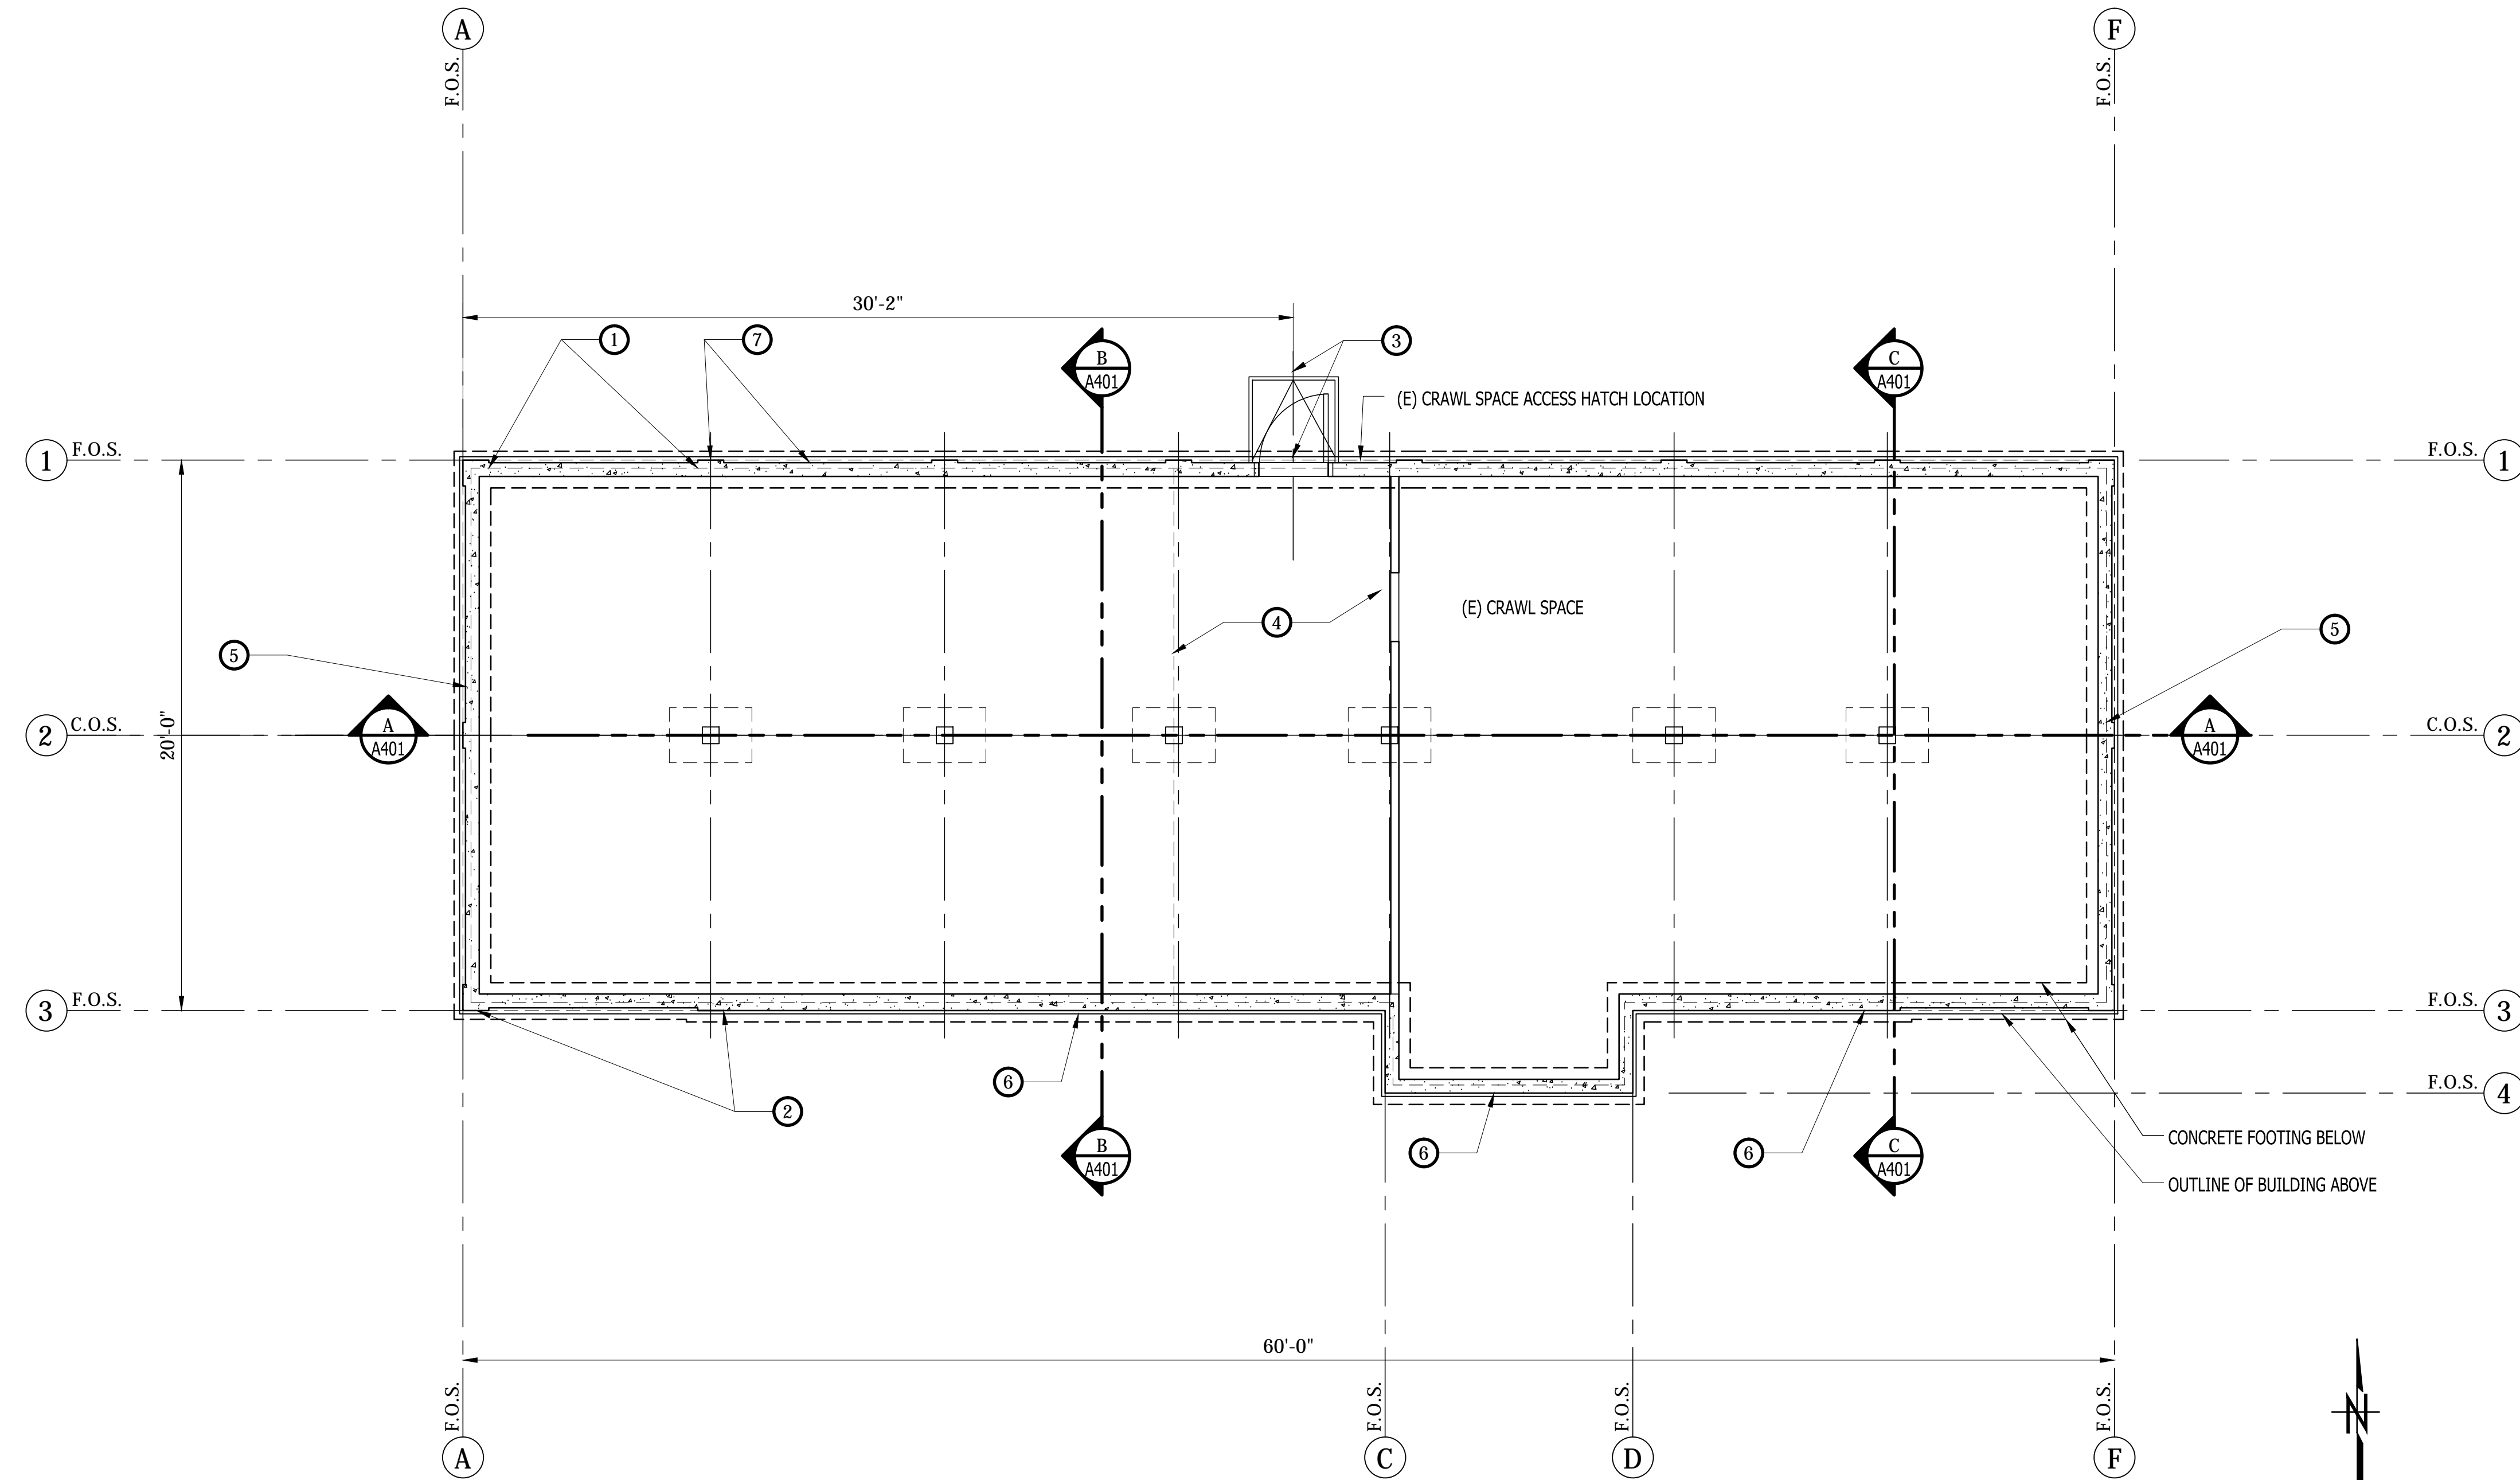 A
F
F.O.S.
F.O.S.
30'-2"
1
7
3
B
A401
C
A401
(E) CRAWL SPACE ACCESS HATCH LOCATION
1
F.O.S.
F.O.S.
1
(E) CRAWL SPACE
4
5
5
2
C.O.S.
20'-0"
A
A401
A
A401
C.O.S.
2
3
F.O.S.
F.O.S.
3
6
2
F.O.S.
4
B
A401
6
6
C
A401
CONCRETE FOOTING BELOW
OUTLINE OF BUILDING ABOVE
60'-0"
F.O.S.
F.O.S.
F.O.S.
F.O.S.
N
A
C
D
F